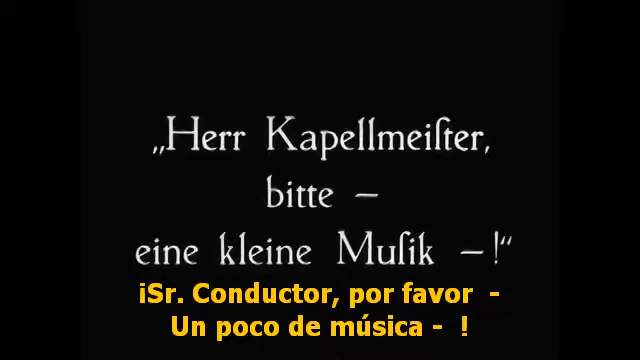 „Herr Kapellmeiſter,
bitte –
eine kleine Muſik –!“
¡Sr. Conductor, por favor -
Un poco de música - !